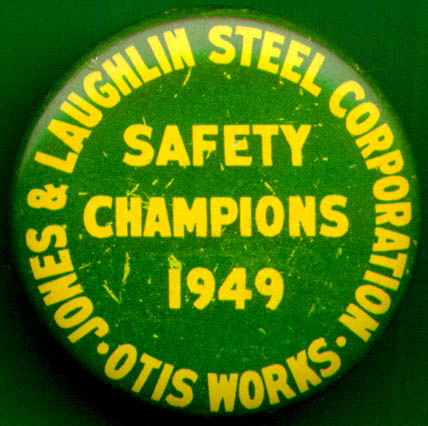 JONES & LAUGHLIN STEEL CORPORATION
SAFETY
CHAMPIONS
1949
· OTIS WORKS ·